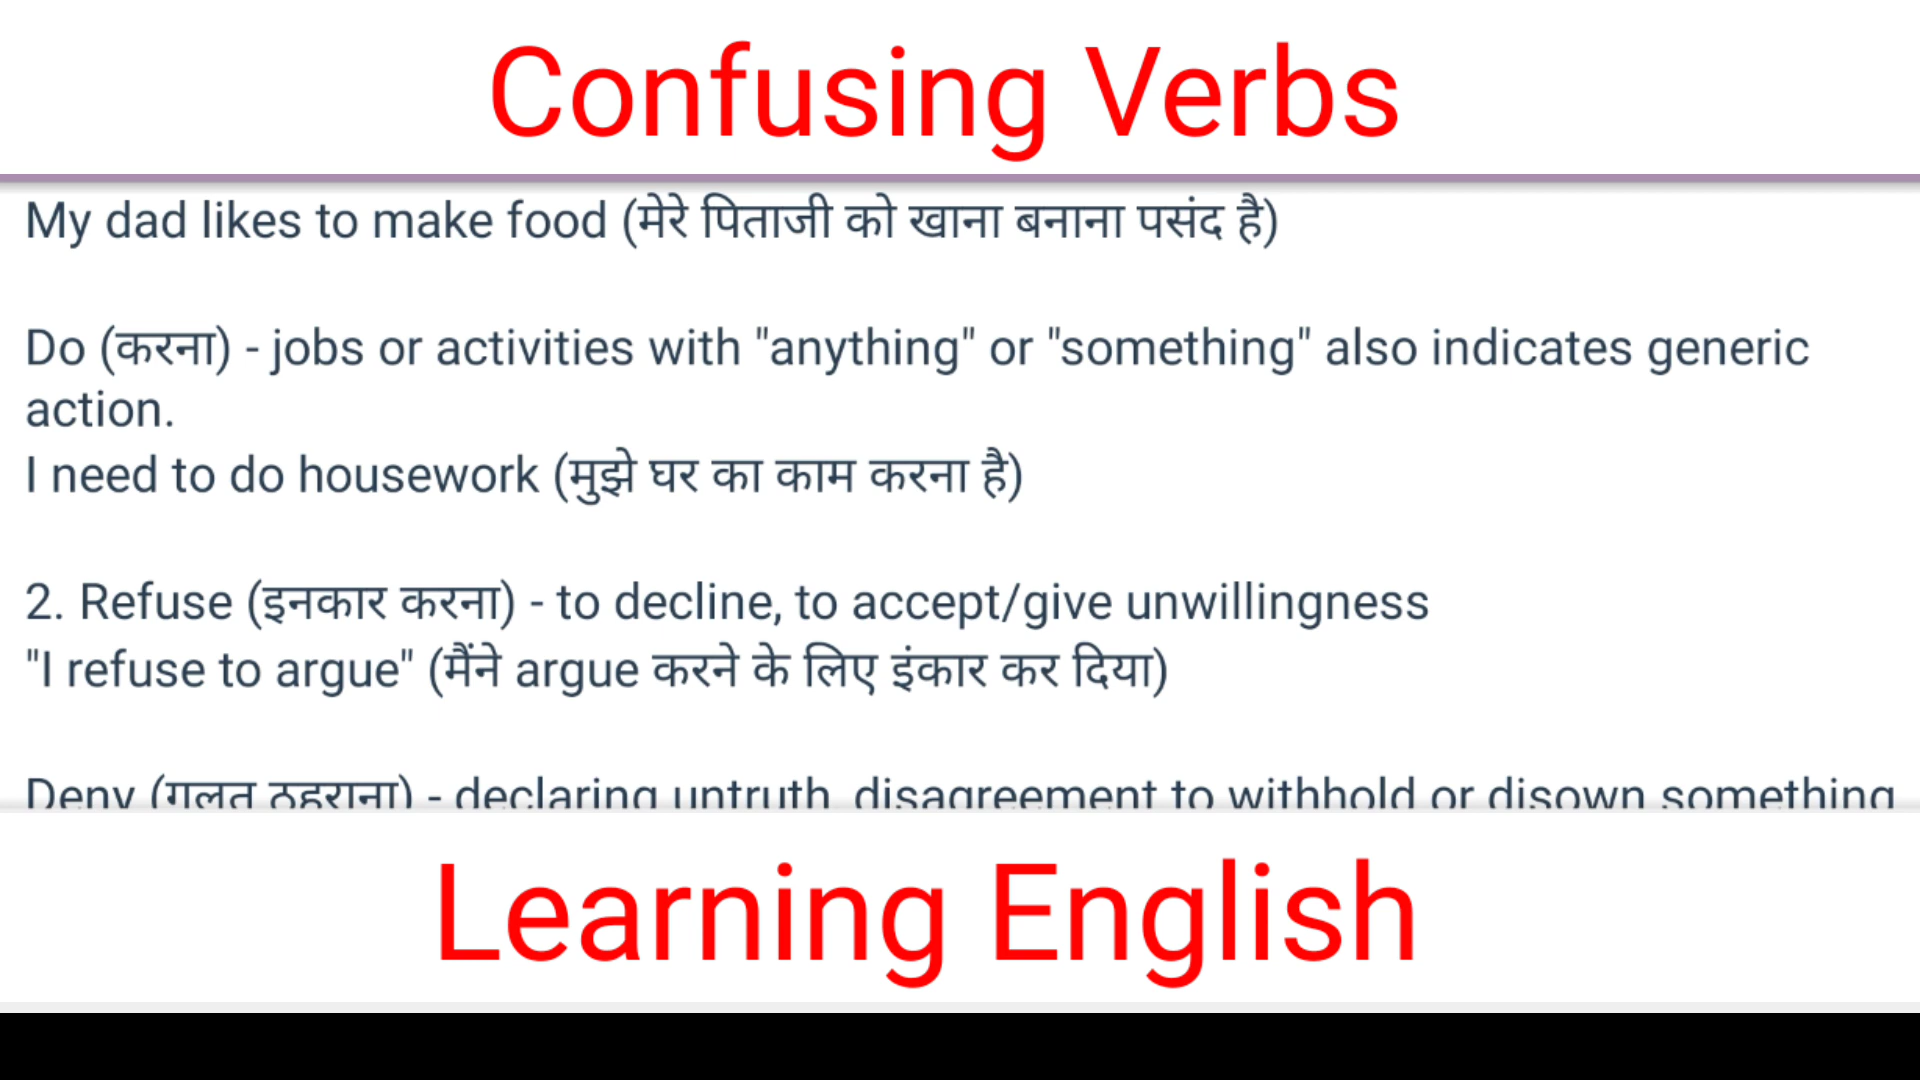 Confusing Verbs
My dad likes to make food (मेरे पिताजी को खाना बनाना पसंद है)
Do (करना) - jobs or activities with "anything" or "something" also indicates generic
action.
I need to do housework (मुझे घर का काम करना है)
2. Refuse (इनकार करना) - to decline, to accept/give unwillingness
"I refuse to argue" (मैंने argue करने के लिए इंकार कर दिया)
Deny (गलत ठहराना) - declaring untruth, disagreement to withhold or disown something
Learning English